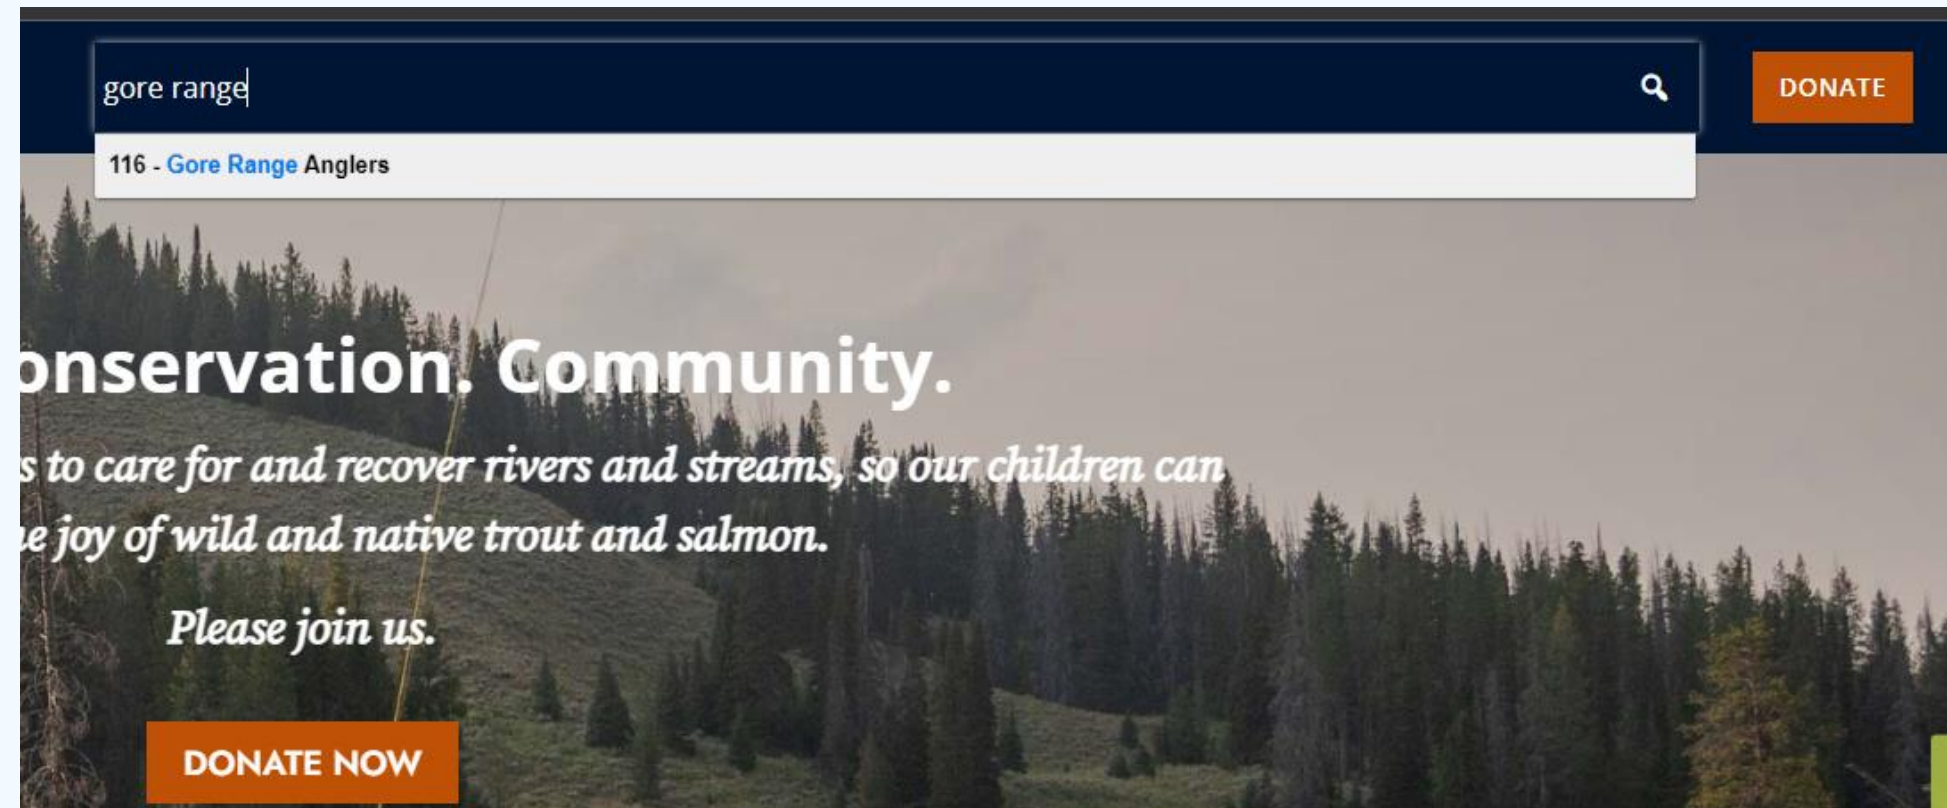 gore range
DONATE
116 - Gore Range Anglers
onservation. Community.
s to care for and recover rivers and streams, so our children can
e joy of wild and native trout and salmon.
Please join us.
DONATE NOW